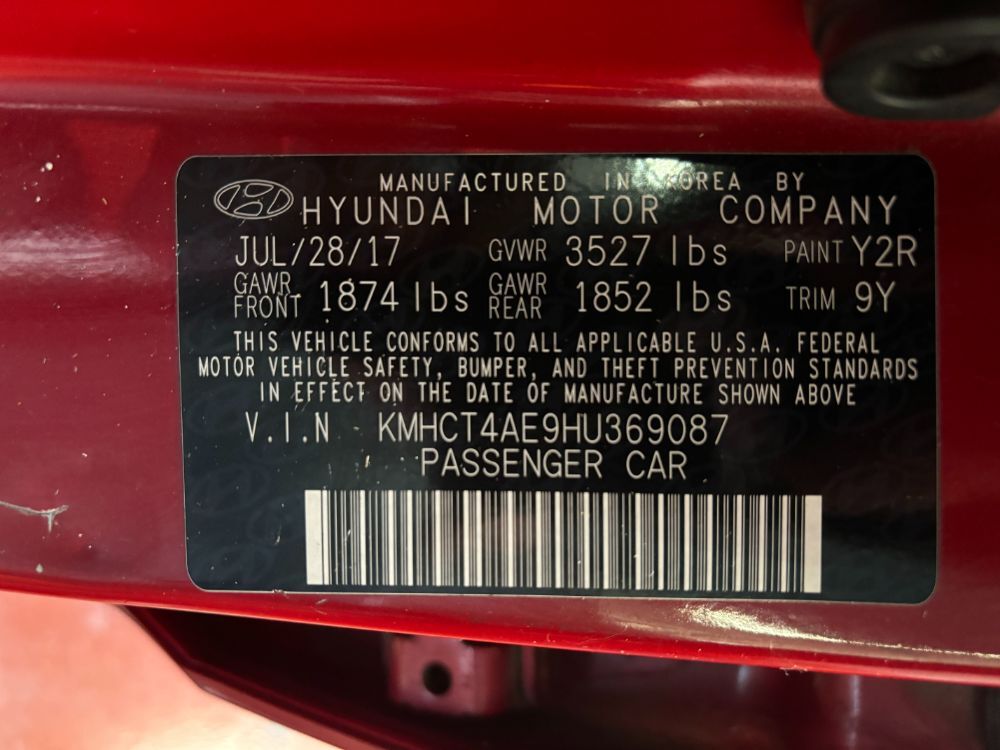 MANUFACTURED IN KOREA BY
HYUNDAI MOTOR COMPANY
JUL/28/17 GVWR 3527 lbs PAINT Y2R
GAWR FRONT 1874 lbs GAWR REAR 1852 lbs TRIM 9Y
THIS VEHICLE CONFORMS TO ALL APPLICABLE U.S.A. FEDERAL
MOTOR VEHICLE SAFETY, BUMPER, AND THEFT PREVENTION STANDARDS
IN EFFECT ON THE DATE OF MANUFACTURE SHOWN ABOVE
V.I.N KMHCT4AE9HU369087
PASSENGER CAR